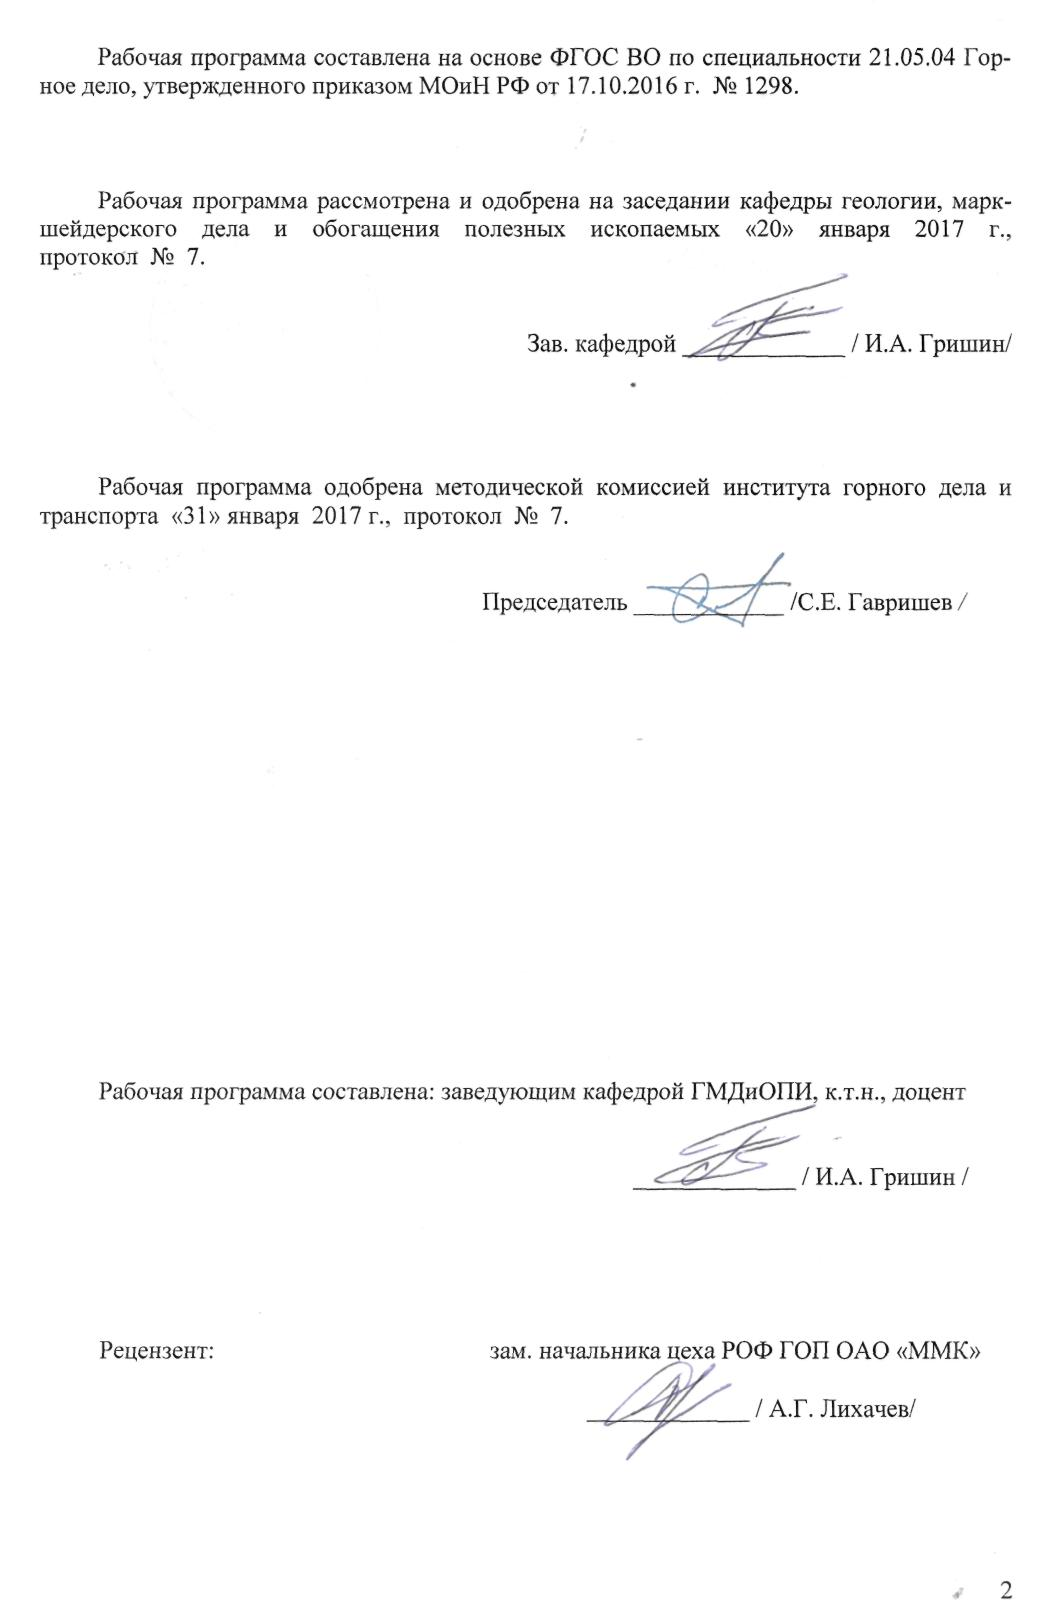 Рабочая программа составлена на основе ФГОС ВО по специальности 21.05.04 Гор-
ное дело, утвержденного приказом МОиН РФ от 17.10.2016 г. № 1298.
Рабочая программа рассмотрена и одобрена на заседании кафедры геологии, марк-
шейдерского дела и обогащения полезных ископаемых «20» января 2017 г.,
протокол № 7.
Зав. кафедрой _____________ / И.А. Гришин/
Рабочая программа одобрена методической комиссией института горного дела и
транспорта «31» января 2017 г., протокол № 7.
Председатель ____________ /С.Е. Гавришев /
Рабочая программа составлена: заведующим кафедрой ГМДиОПИ, к.т.н., доцент
_____________ / И.А. Гришин /
Рецензент: зам. начальника цеха РОФ ГОП ОАО «ММК»
_____________ / А.Г. Лихачев/
2